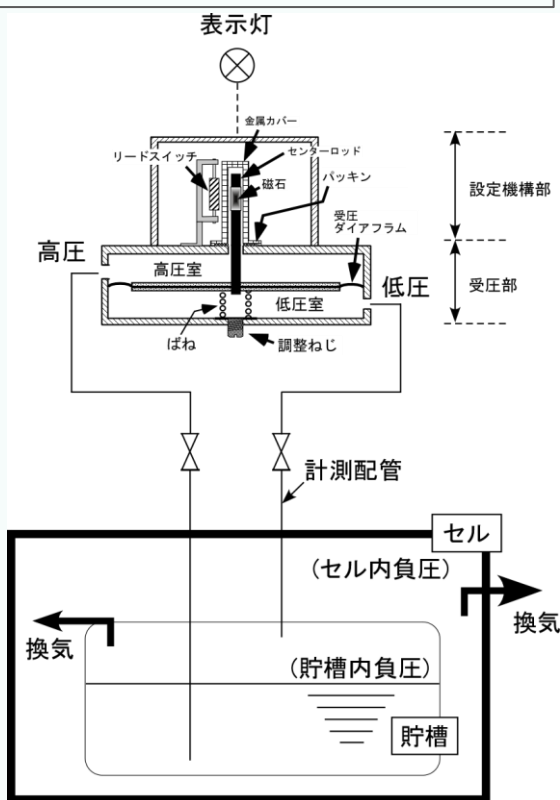 表示灯
金属カバー
リードスイッチ
センターロッド
磁石
パッキン
設定機構部
受圧
ダイアフラム
高圧
高圧室
低圧
受圧部
低圧室
ばね
調整ねじ
計測配管
セル
(セル内負圧)
換気
換気
(貯槽内負圧)
貯槽